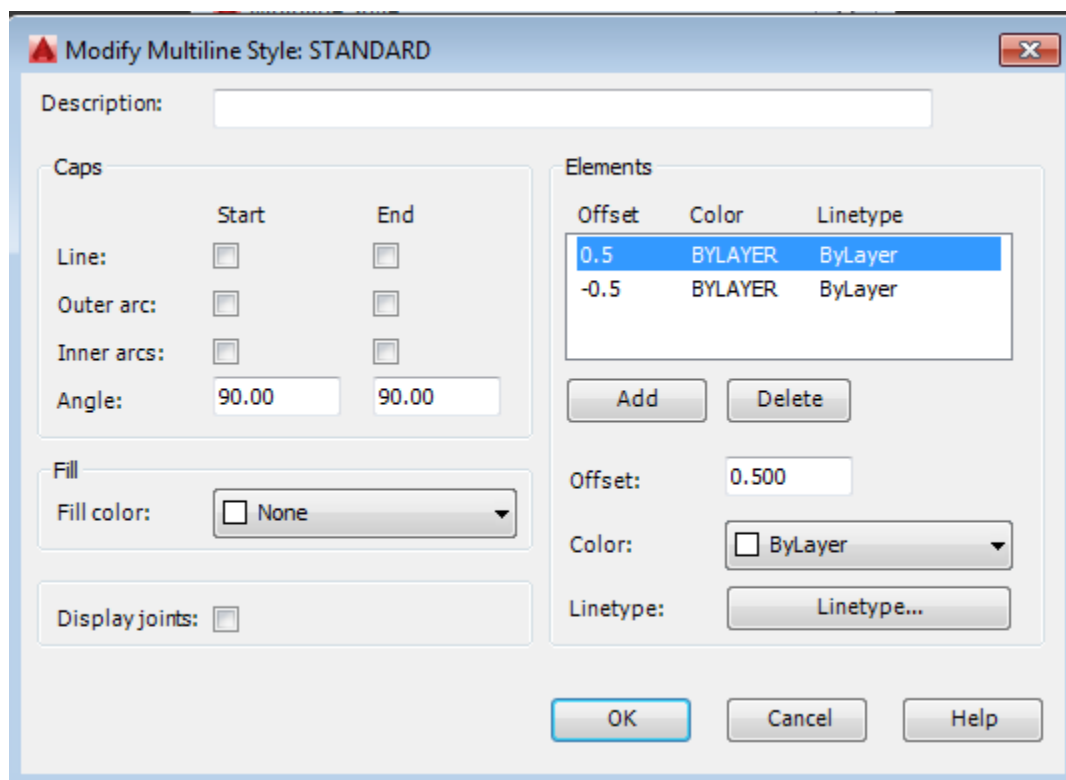 Modify Multiline Style: STANDARD
Description:
Caps
Start End
Line:
Outer arc:
Inner arcs:
Angle: 90.00 90.00
Fill
Fill color: None
Display joints:
Elements
Offset Color Linetype
0.5 BYLAYER ByLayer
-0.5 BYLAYER ByLayer
Add Delete
Offset: 0.500
Color: ByLayer
Linetype: Linetype...
OK Cancel Help